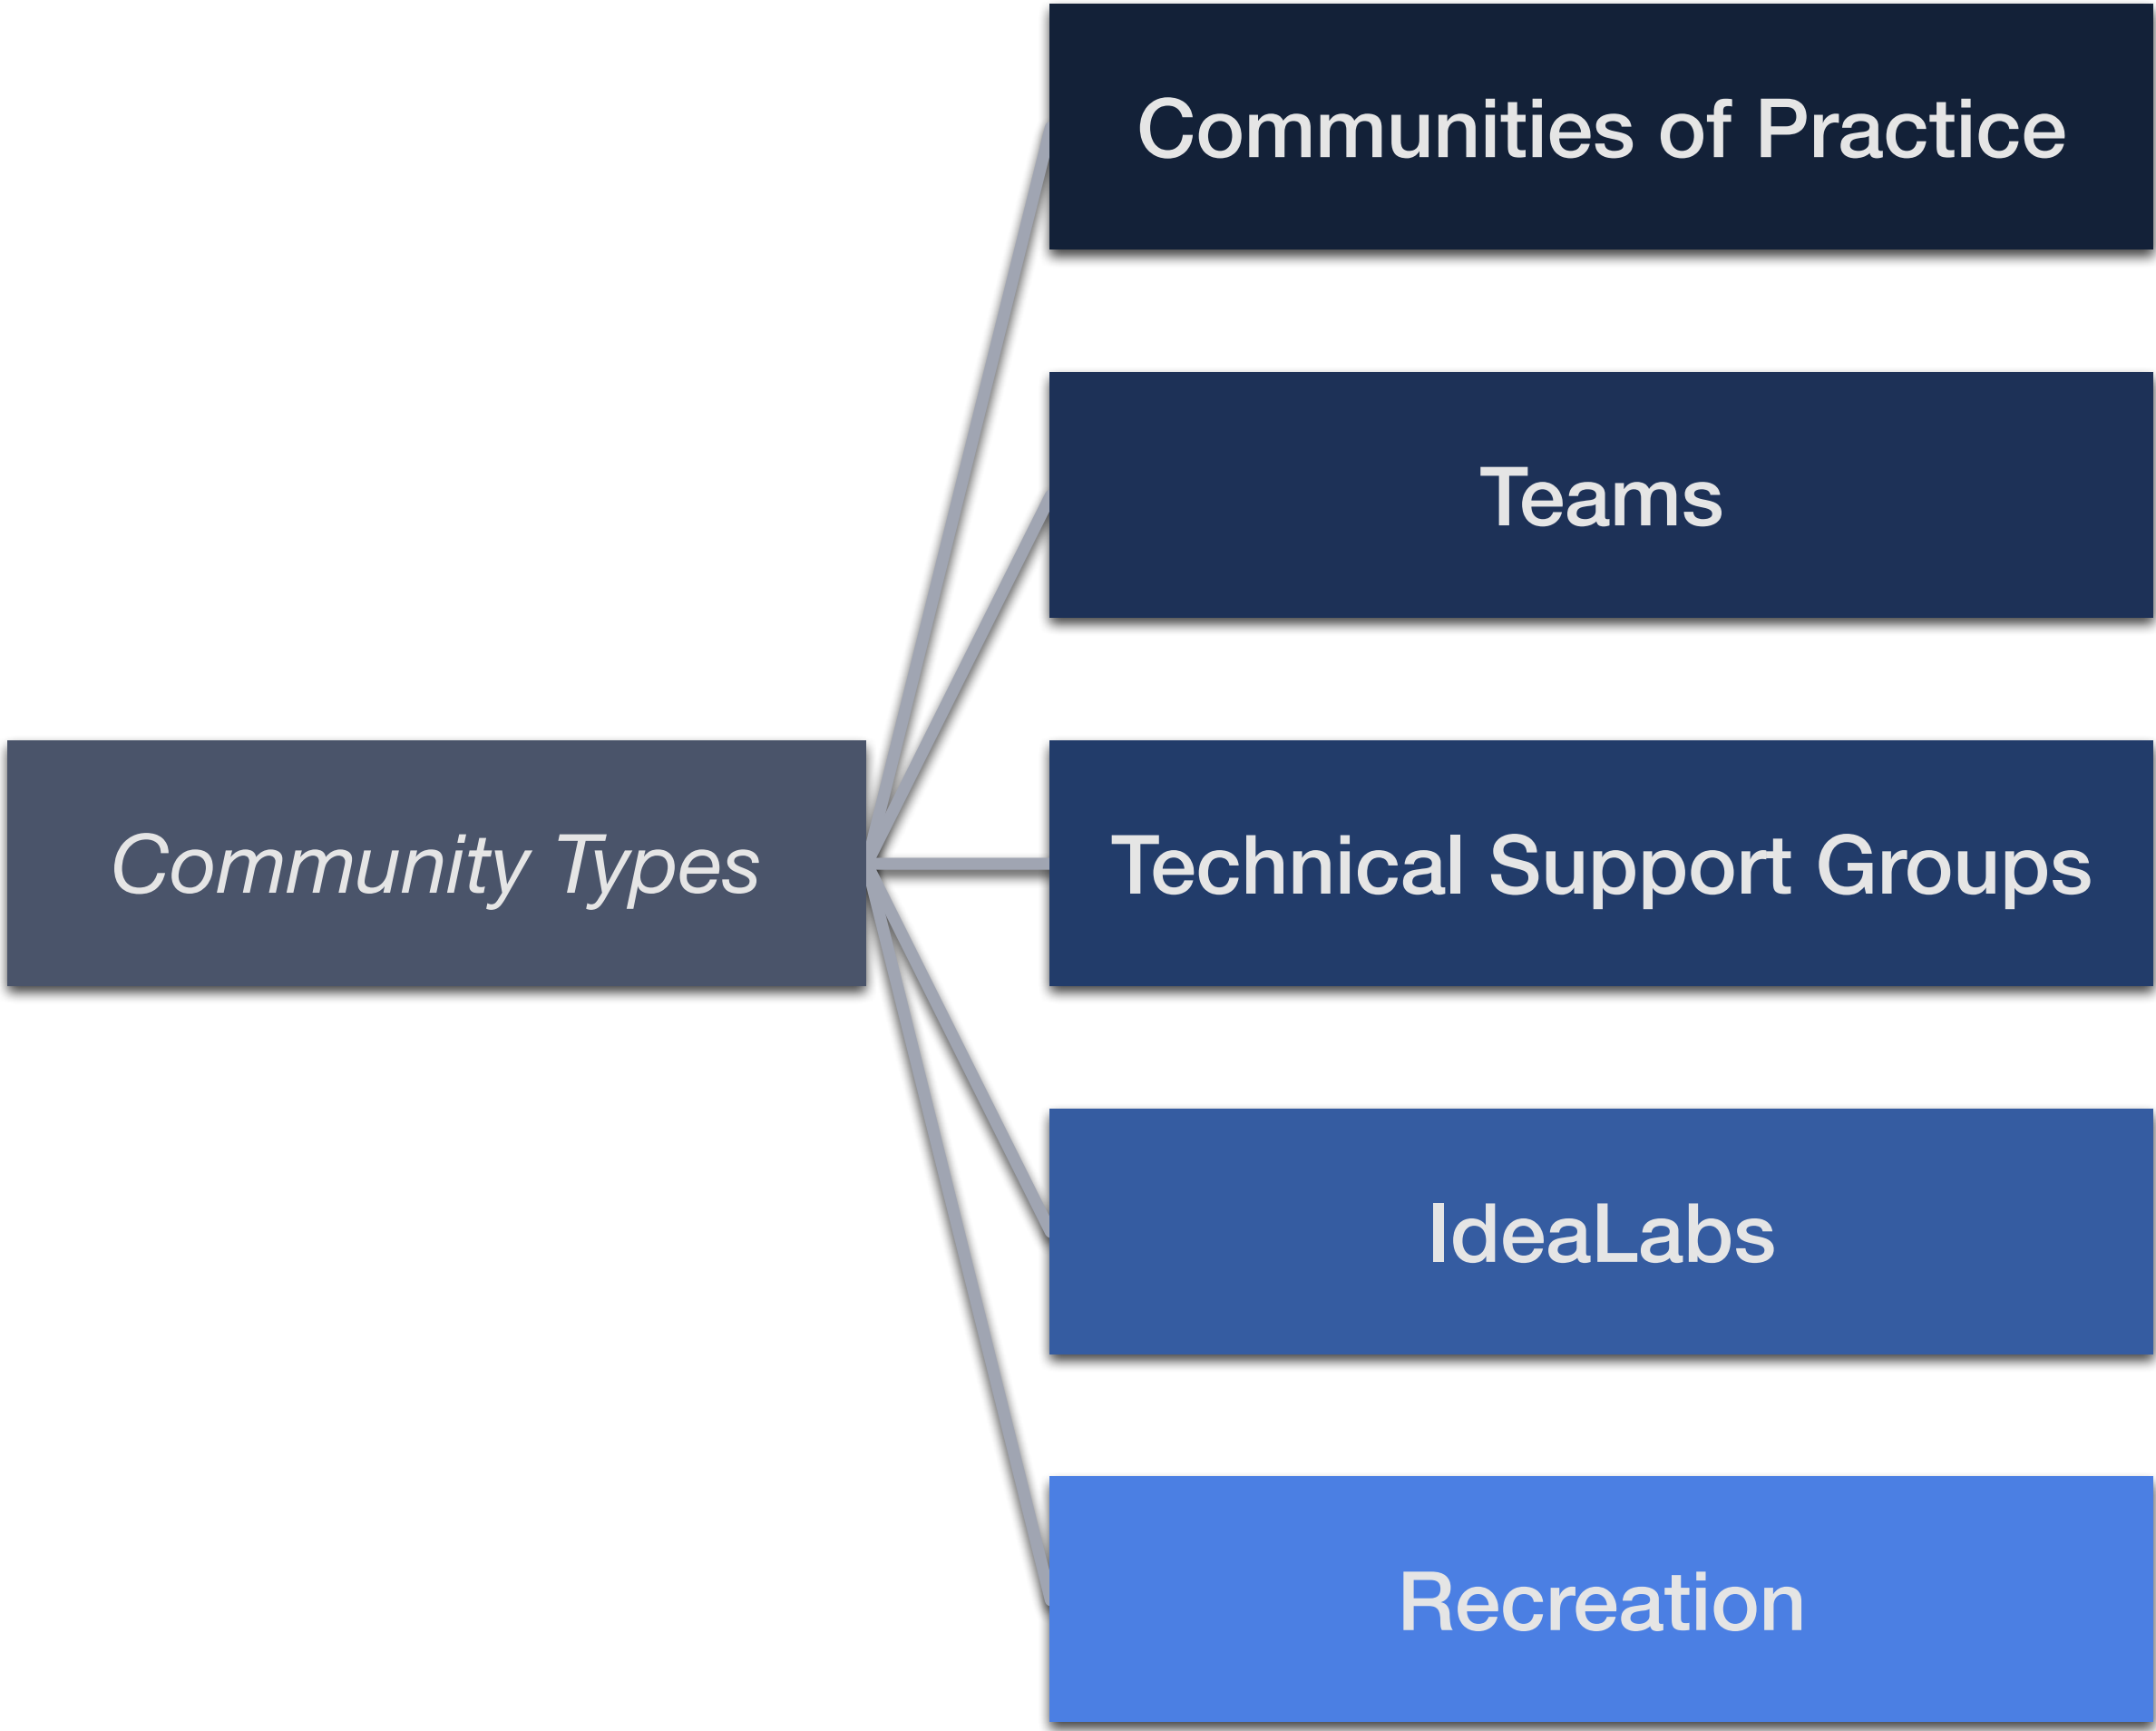 Communities of Practice
Teams
Community Types
Technical Support Groups
IdeaLabs
Recreation